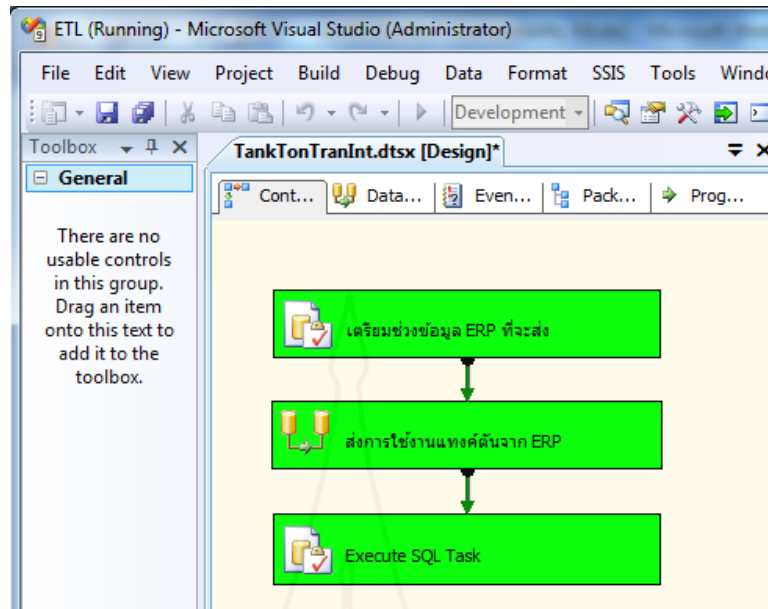 ETL (Running) - Microsoft Visual Studio (Administrator)
File Edit View Project Build Debug Data Format SSIS Tools Windo
Development
Toolbox
TankTonTranInt.dtsx [Design]*
General
Cont... Data... Even... Pack... Prog...
There are no
usable controls
in this group.
Drag an item
onto this text to
add it to the
toolbox.
เตรียมช่วงข้อมูล ERP ที่จะส่ง
ส่งการใช้งานแทงค์ตันจาก ERP
Execute SQL Task